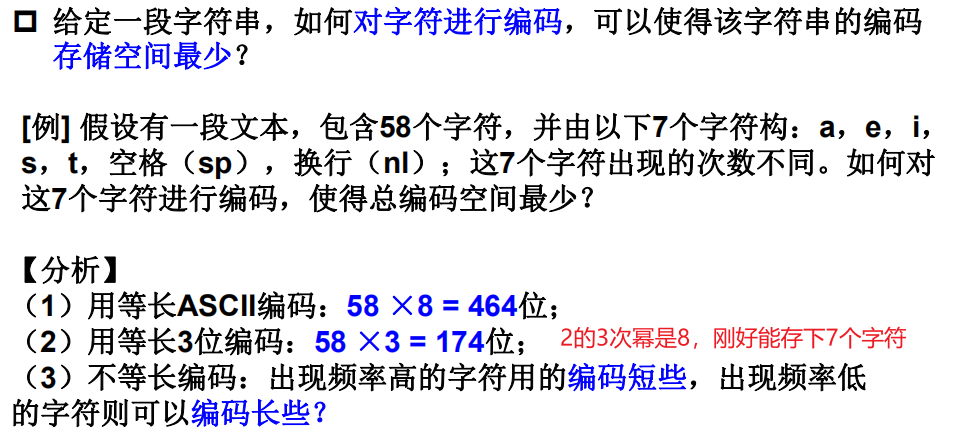 给定一段字符串，如何对字符进行编码，可以使得该字符串的编码
存储空间最少？
[例] 假设有一段文本，包含58个字符，并由以下7个字符构：a，e，i，
s，t，空格（sp），换行（nl）；这7个字符出现的次数不同。如何对
这7个字符进行编码，使得总编码空间最少？
【分析】
（1）用等长ASCII编码：58 ×8 = 464位；
（2）用等长3位编码：58 ×3 = 174位； 2的3次幂是8，刚好能存下7个字符
（3）不等长编码：出现频率高的字符用的编码短些，出现频率低
的字符则可以编码长些？